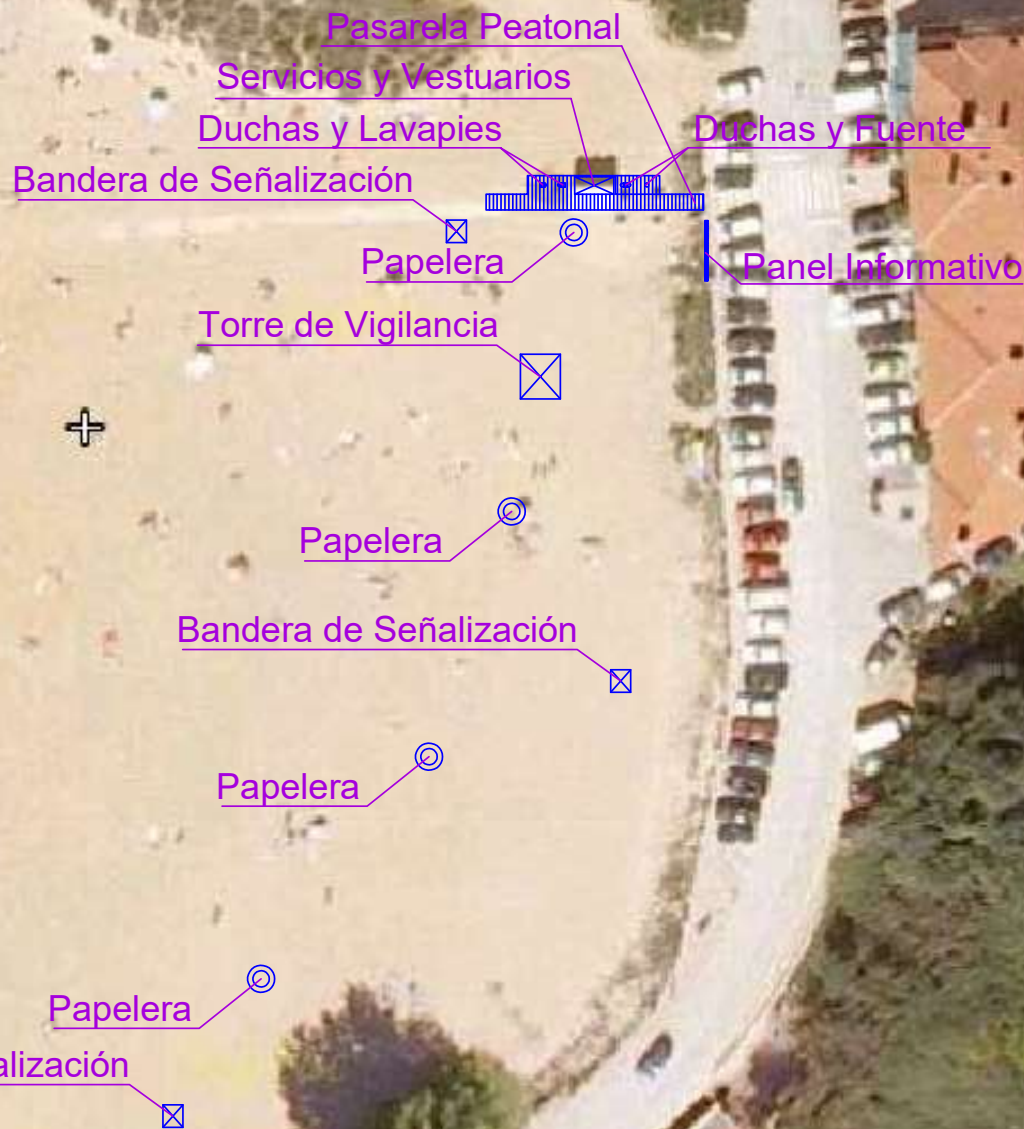 Pasarela Peatonal
Servicios y Vestuarios
Duchas y Lavapies
Duchas y Fuente
Bandera de Señalización
Papelera
Panel Informativo
Torre de Vigilancia
Papelera
Bandera de Señalización
Papelera
Papelera
alización